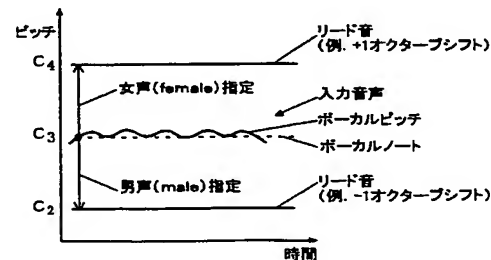 ピッチ
C4
リード音
(例. +1オクターブシフト)
女声(female)指定
入力音声
ボーカルピッチ
C3
ボーカルノート
男声(male)指定
リード音
(例. -1オクターブシフト)
C2
時間